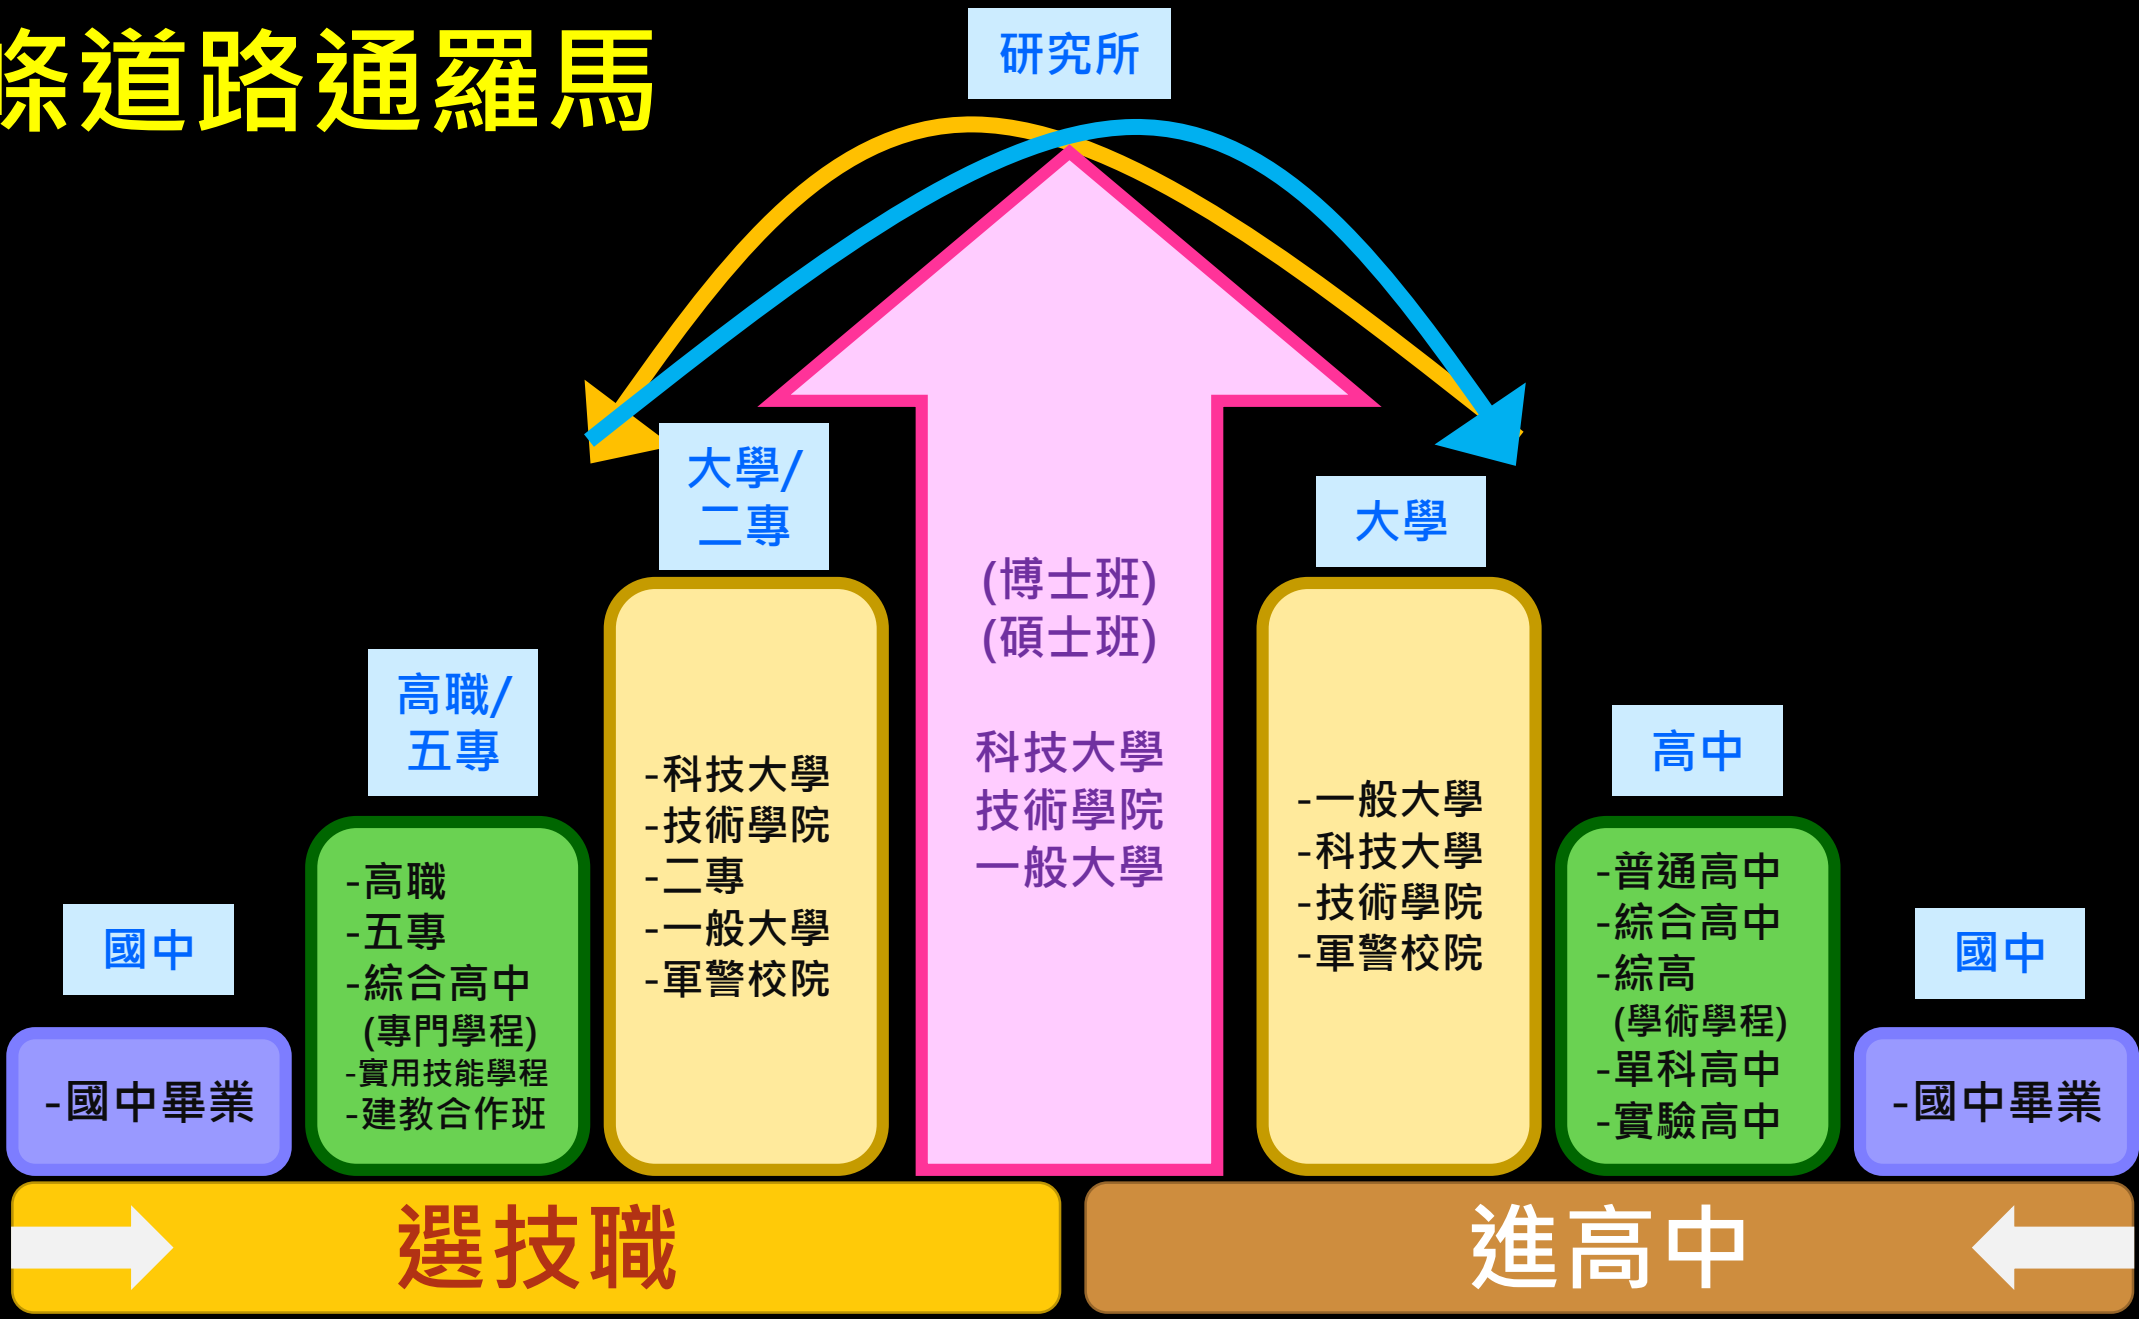 條道路通羅馬
研究所
大學/
二專
大學
(博士班)
(碩士班)
科技大學
技術學院
一般大學
高職/
五專
高中
-科技大學
-技術學院
-二專
-一般大學
-軍警校院
-一般大學
-科技大學
-技術學院
-軍警校院
國中
-高職
-五專
-綜合高中
(專門學程)
-實用技能學程
-建教合作班
-普通高中
-綜合高中
-綜高
(學術學程)
-單科高中
-實驗高中
國中
-國中畢業
-國中畢業
選技職
進高中